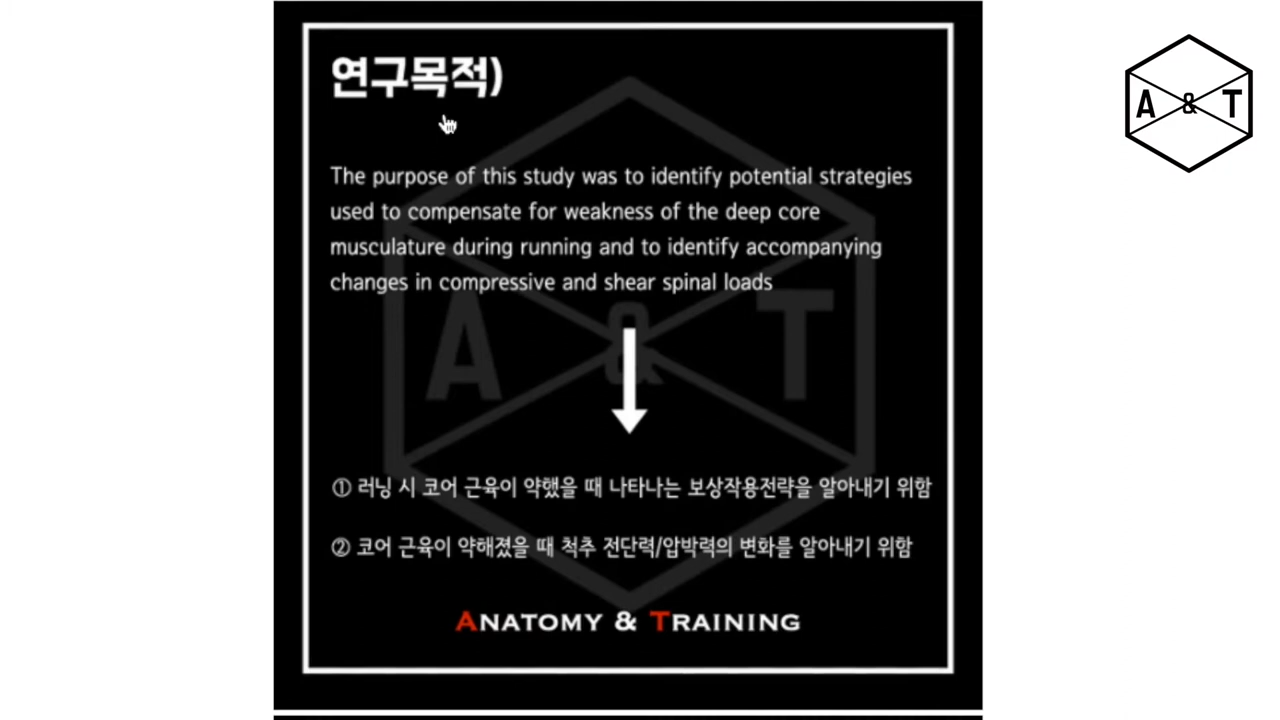 연구목적)
The purpose of this study was to identify potential strategies
used to compensate for weakness of the deep core
musculature during running and to identify accompanying
changes in compressive and shear spinal loads
① 러닝 시 코어 근육이 약했을 때 나타나는 보상작용전략을 알아내기 위함
② 코어 근육이 약해졌을 때 척추 전단력/압박력의 변화를 알아내기 위함
ANATOMY & TRAINING
A & T
A & T